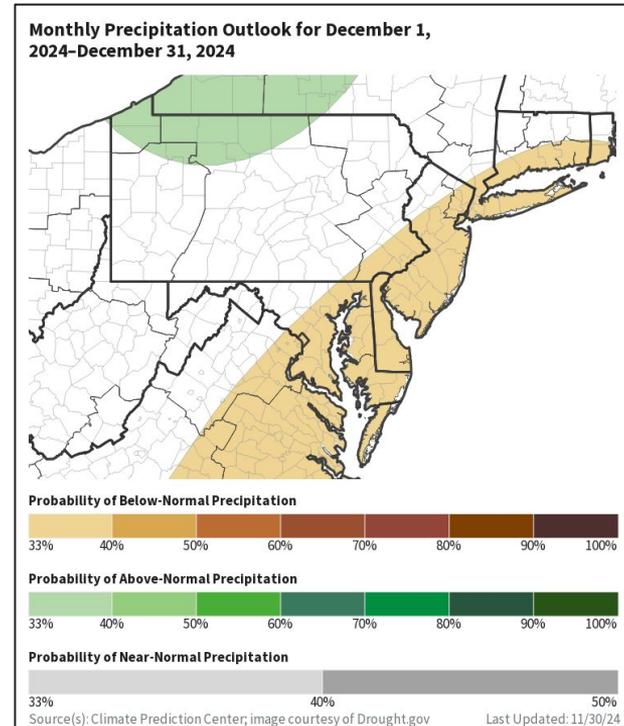 Monthly Precipitation Outlook for December 1,
2024–December 31, 2024
Probability of Below-Normal Precipitation
33% 40% 50% 60% 70% 80% 90% 100%
Probability of Above-Normal Precipitation
33% 40% 50% 60% 70% 80% 90% 100%
Probability of Near-Normal Precipitation
33% 40% 50%
Source(s): Climate Prediction Center; image courtesy of Drought.gov Last Updated: 11/30/24